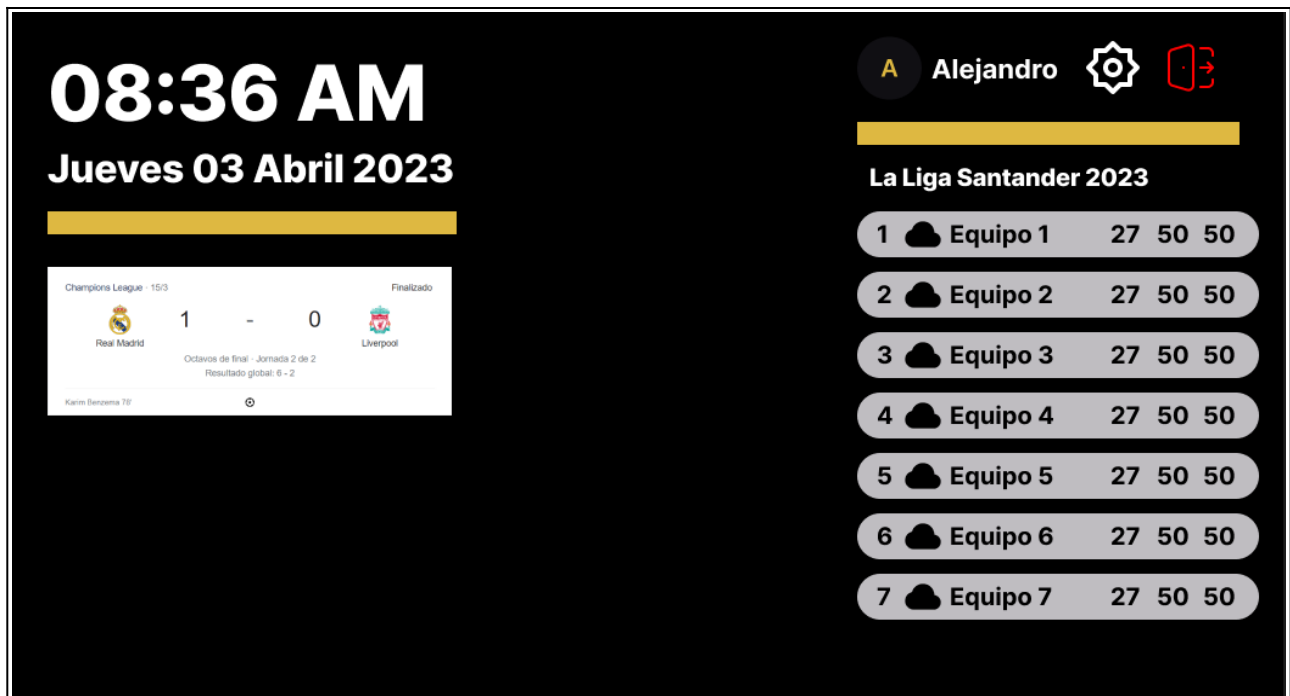 08:36 AM
Jueves 03 Abril 2023
Champions League · 15/3 Finalizado
1 - 0
Real Madrid Liverpool
Octavos de final · Jornada 2 de 2
Resultado global: 6 - 2
Karim Benzema 78'
A Alejandro
La Liga Santander 2023
1 Equipo 1 27 50 50
2 Equipo 2 27 50 50
3 Equipo 3 27 50 50
4 Equipo 4 27 50 50
5 Equipo 5 27 50 50
6 Equipo 6 27 50 50
7 Equipo 7 27 50 50